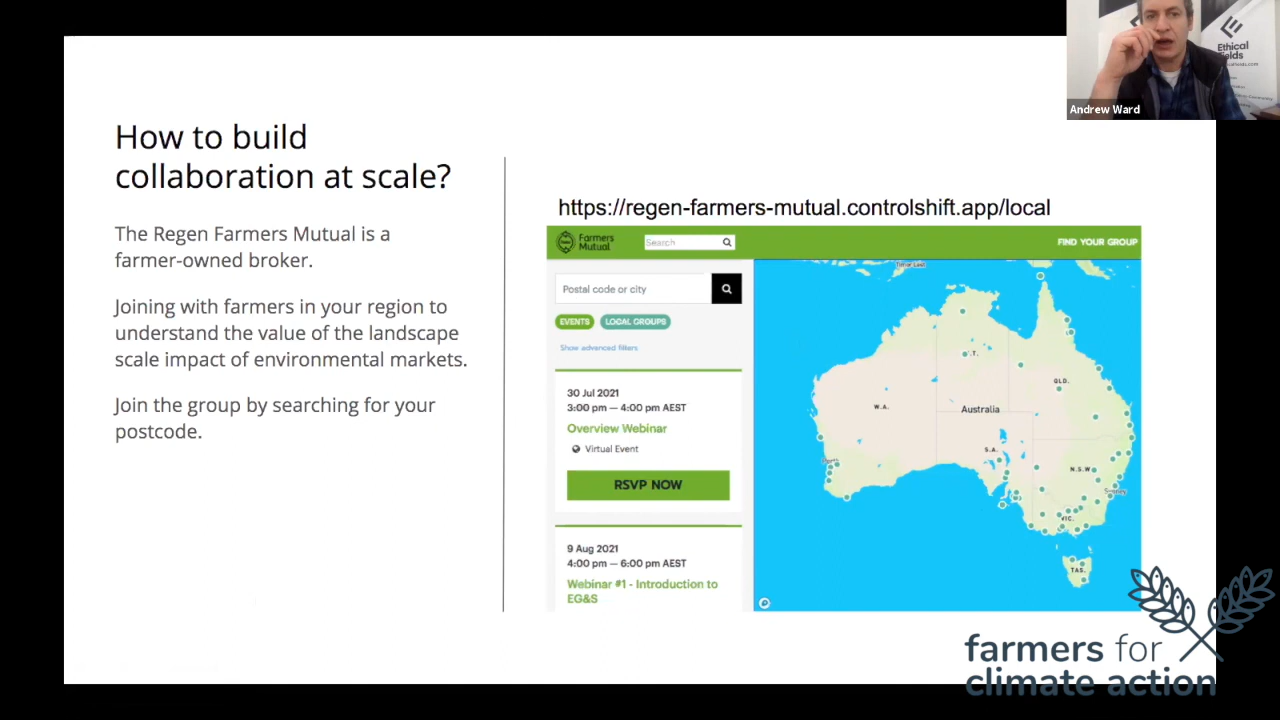 How to build
collaboration at scale?
The Regen Farmers Mutual is a
farmer-owned broker.
Joining with farmers in your region to
understand the value of the landscape
scale impact of environmental markets.
Join the group by searching for your
postcode.
https://regen-farmers-mutual.controlshift.app/local
Farmers
Mutual
Search
FIND YOUR GROUP
Postal code or city
EVENTS
LOCAL GROUPS
Show advanced filters
30 Jul 2021
3:00 pm — 4:00 pm AEST
Overview Webinar
Virtual Event
RSVP NOW
9 Aug 2021
4:00 pm — 6:00 pm AEST
Webinar #1 - Introduction to
EG&S
QLD.
W.A.
Australia
S.A.
N.S.W
Sydney
VIC.
TAS.
Ethical
Andrew Ward
farmers for
climate action